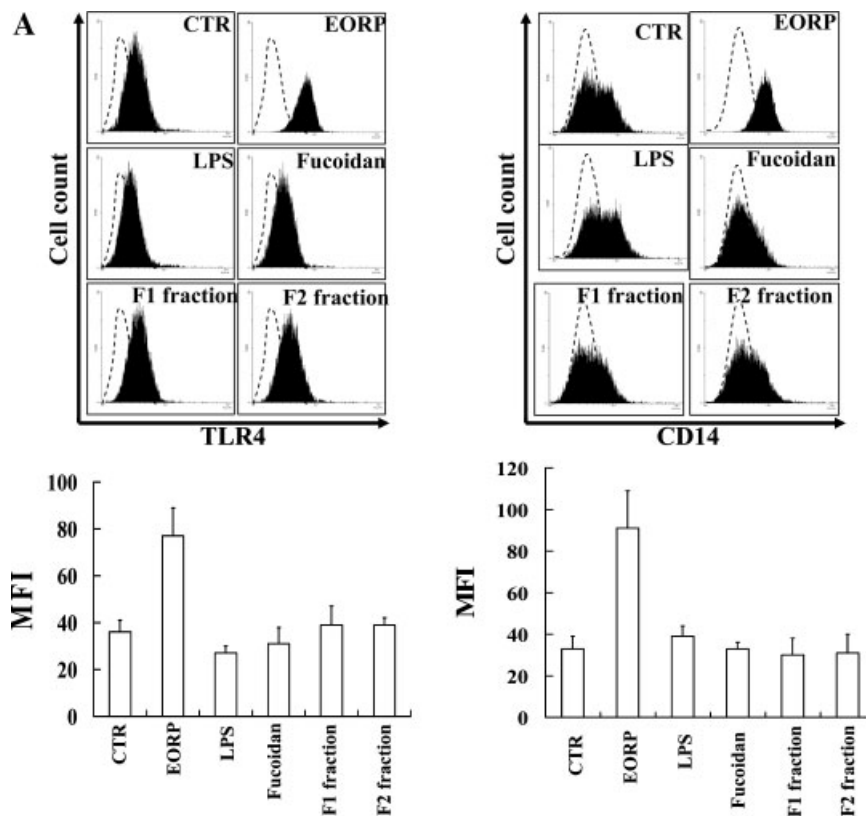 A
CTR
EORP
LPS
Fucoidan
F1 fraction
F2 fraction
Cell count
TLR4
CTR
EORP
LPS
Fucoidan
F1 fraction
F2 fraction
Cell count
CD14
MFI
100
80
60
40
20
0
CTR
EORP
LPS
Fucoidan
F1 fraction
F2 fraction
MFI
120
100
80
60
40
20
0
CTR
EORP
LPS
Fucoidan
F1 fraction
F2 fraction